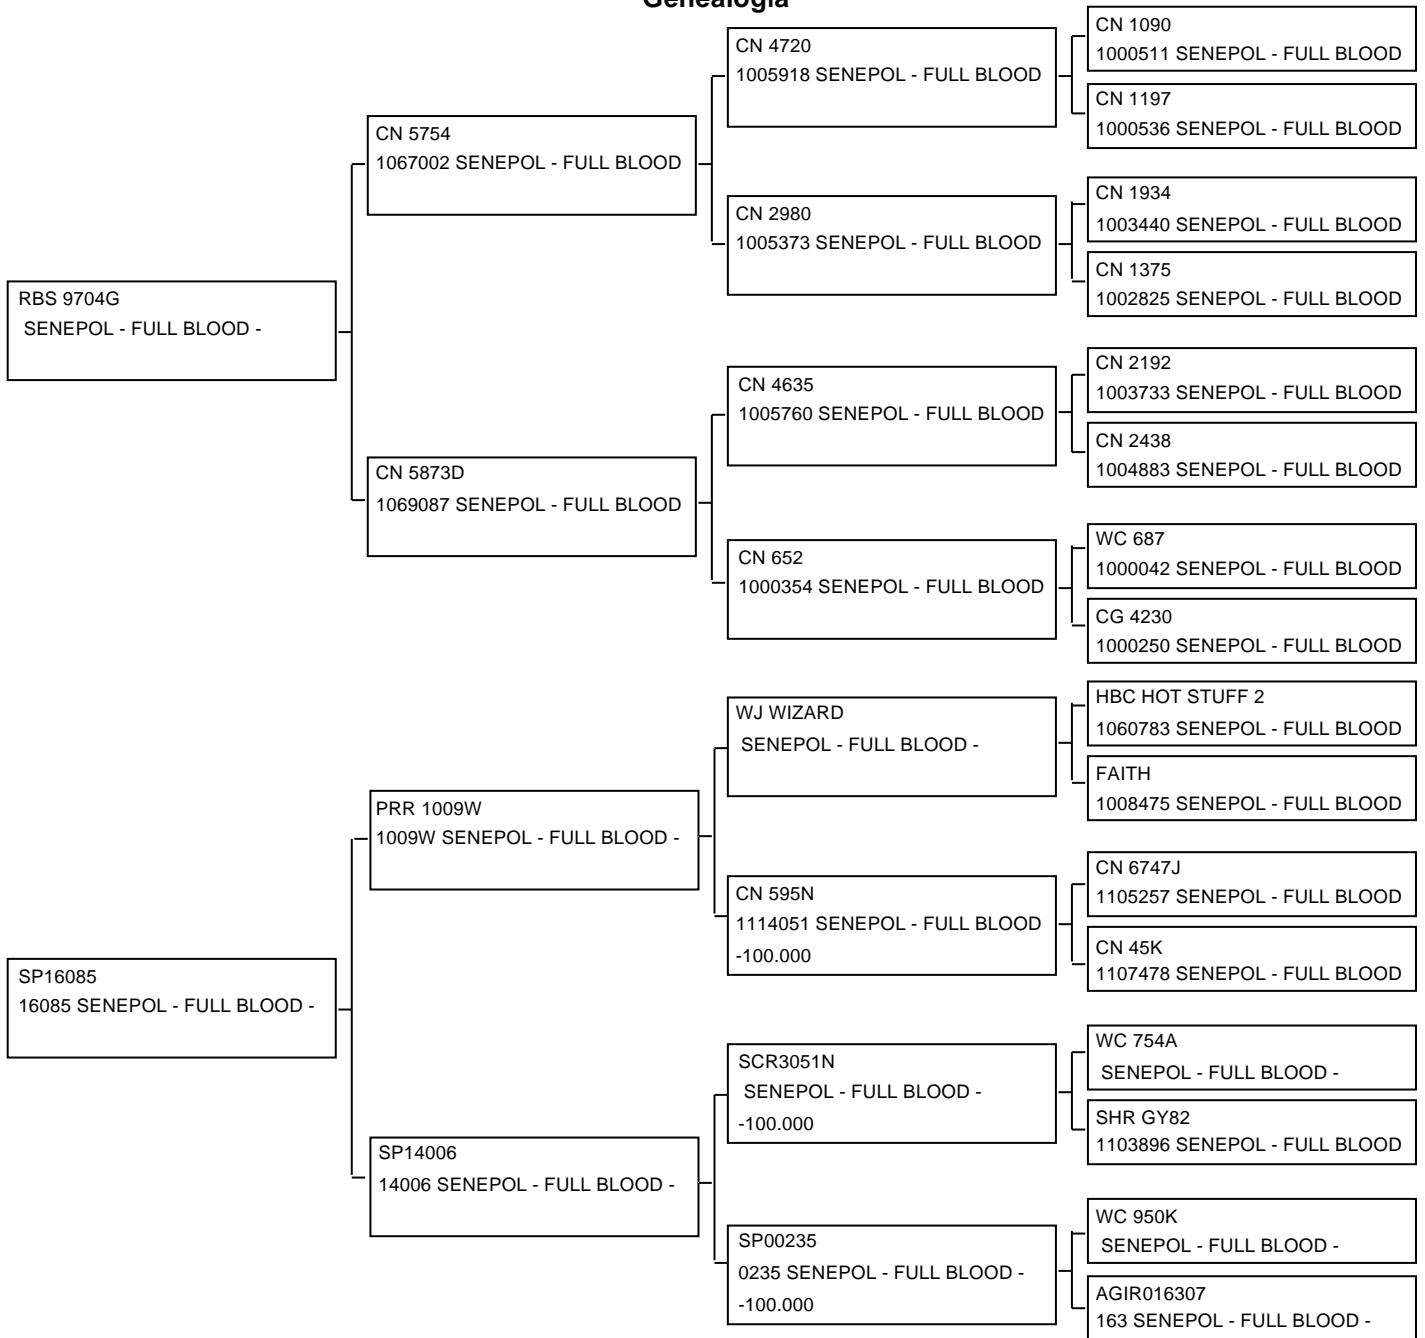 Genealogia
RBS 9704G
SENEPOL - FULL BLOOD -
SP16085
16085 SENEPOL - FULL BLOOD -
CN 5754
1067002 SENEPOL - FULL BLOOD
CN 5873D
1069087 SENEPOL - FULL BLOOD
PRR 1009W
1009W SENEPOL - FULL BLOOD -
SP14006
14006 SENEPOL - FULL BLOOD -
CN 4720
1005918 SENEPOL - FULL BLOOD
CN 2980
1005373 SENEPOL - FULL BLOOD
CN 4635
1005760 SENEPOL - FULL BLOOD
CN 652
1000354 SENEPOL - FULL BLOOD
WJ WIZARD
SENEPOL - FULL BLOOD -
CN 595N
1114051 SENEPOL - FULL BLOOD
-100.000
SCR3051N
SENEPOL - FULL BLOOD -
-100.000
SP00235
0235 SENEPOL - FULL BLOOD -
-100.000
CN 1090
1000511 SENEPOL - FULL BLOOD
CN 1197
1000536 SENEPOL - FULL BLOOD
CN 1934
1003440 SENEPOL - FULL BLOOD
CN 1375
1002825 SENEPOL - FULL BLOOD
CN 2192
1003733 SENEPOL - FULL BLOOD
CN 2438
1004883 SENEPOL - FULL BLOOD
WC 687
1000042 SENEPOL - FULL BLOOD
CG 4230
1000250 SENEPOL - FULL BLOOD
HBC HOT STUFF 2
1060783 SENEPOL - FULL BLOOD
FAITH
1008475 SENEPOL - FULL BLOOD
CN 6747J
1105257 SENEPOL - FULL BLOOD
CN 45K
1107478 SENEPOL - FULL BLOOD
WC 754A
SENEPOL - FULL BLOOD -
SHR GY82
1103896 SENEPOL - FULL BLOOD
WC 950K
SENEPOL - FULL BLOOD -
AGIR016307
163 SENEPOL - FULL BLOOD -